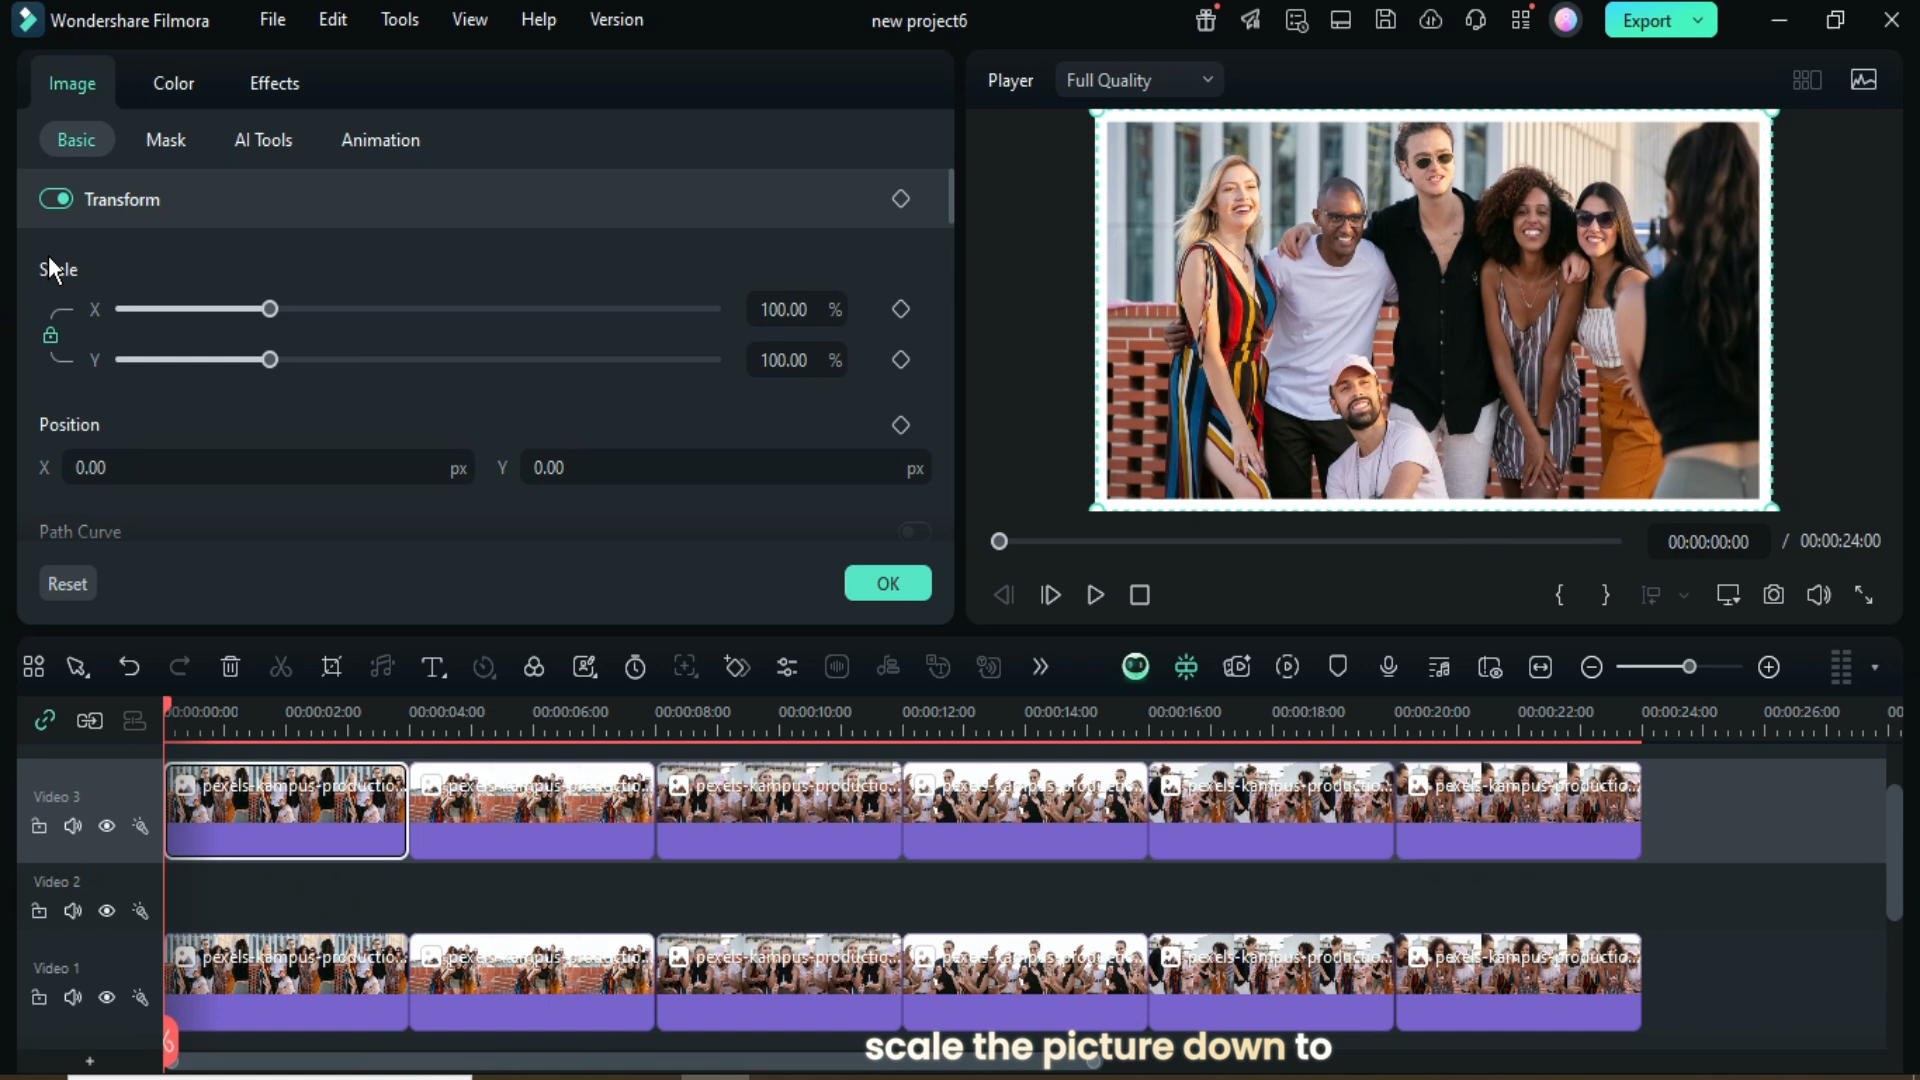 Wondershare Filmora
File
Edit
Tools
View
Help
Version
new project6
Export
Image
Color
Effects
Basic
Mask
AI Tools
Animation
Transform
X
100.00 %
Y
100.00 %
Position
X 0.00 px Y 0.00 px
Path Curve
Reset
OK
Player
Full Quality
00:00:00:00 / 00:00:24:00
00:00:00:00 00:00:02:00 00:00:04:00 00:00:06:00 00:00:08:00 00:00:10:00 00:00:12:00 00:00:14:00 00:00:16:00 00:00:18:00 00:00:20:00 00:00:22:00 00:00:24:00 00:00:26:00 00
Video 3
pexels-kampus-productio... pexels-kampus-productio... pexels-kampus-productio... pexels-kampus-productio... pexels-kampus-productio... pexels-kampus-productio...
Video 2
Video 1
pexels-kampus-productio... pexels-kampus-productio... pexels-kampus-productio... pexels-kampus-productio... pexels-kampus-productio... pexels-kampus-productio...
scale the picture down to